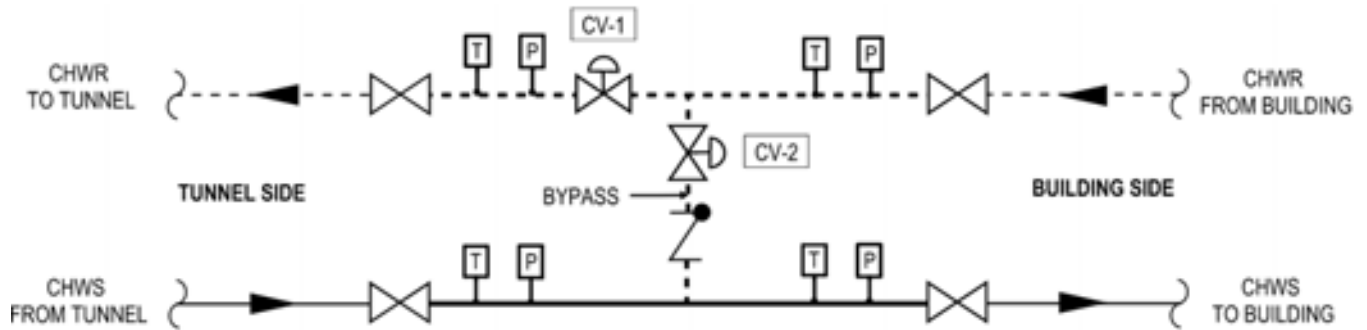 CV-1
T P T P
CHWR
TO TUNNEL
CHWR
FROM BUILDING
CV-2
TUNNEL SIDE
BYPASS
BUILDING SIDE
T P T P
CHWS
FROM TUNNEL
CHWS
TO BUILDING